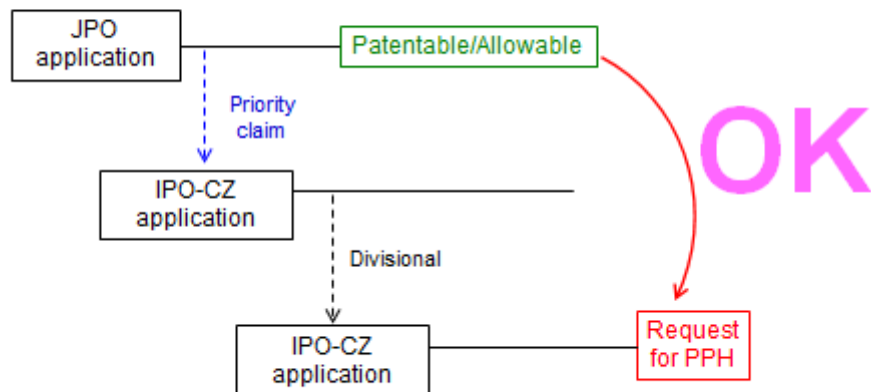 JPO
application
Patentable/Allowable
Priority
claim
OK
IPO-CZ
application
Divisional
IPO-CZ
application
Request
for PPH